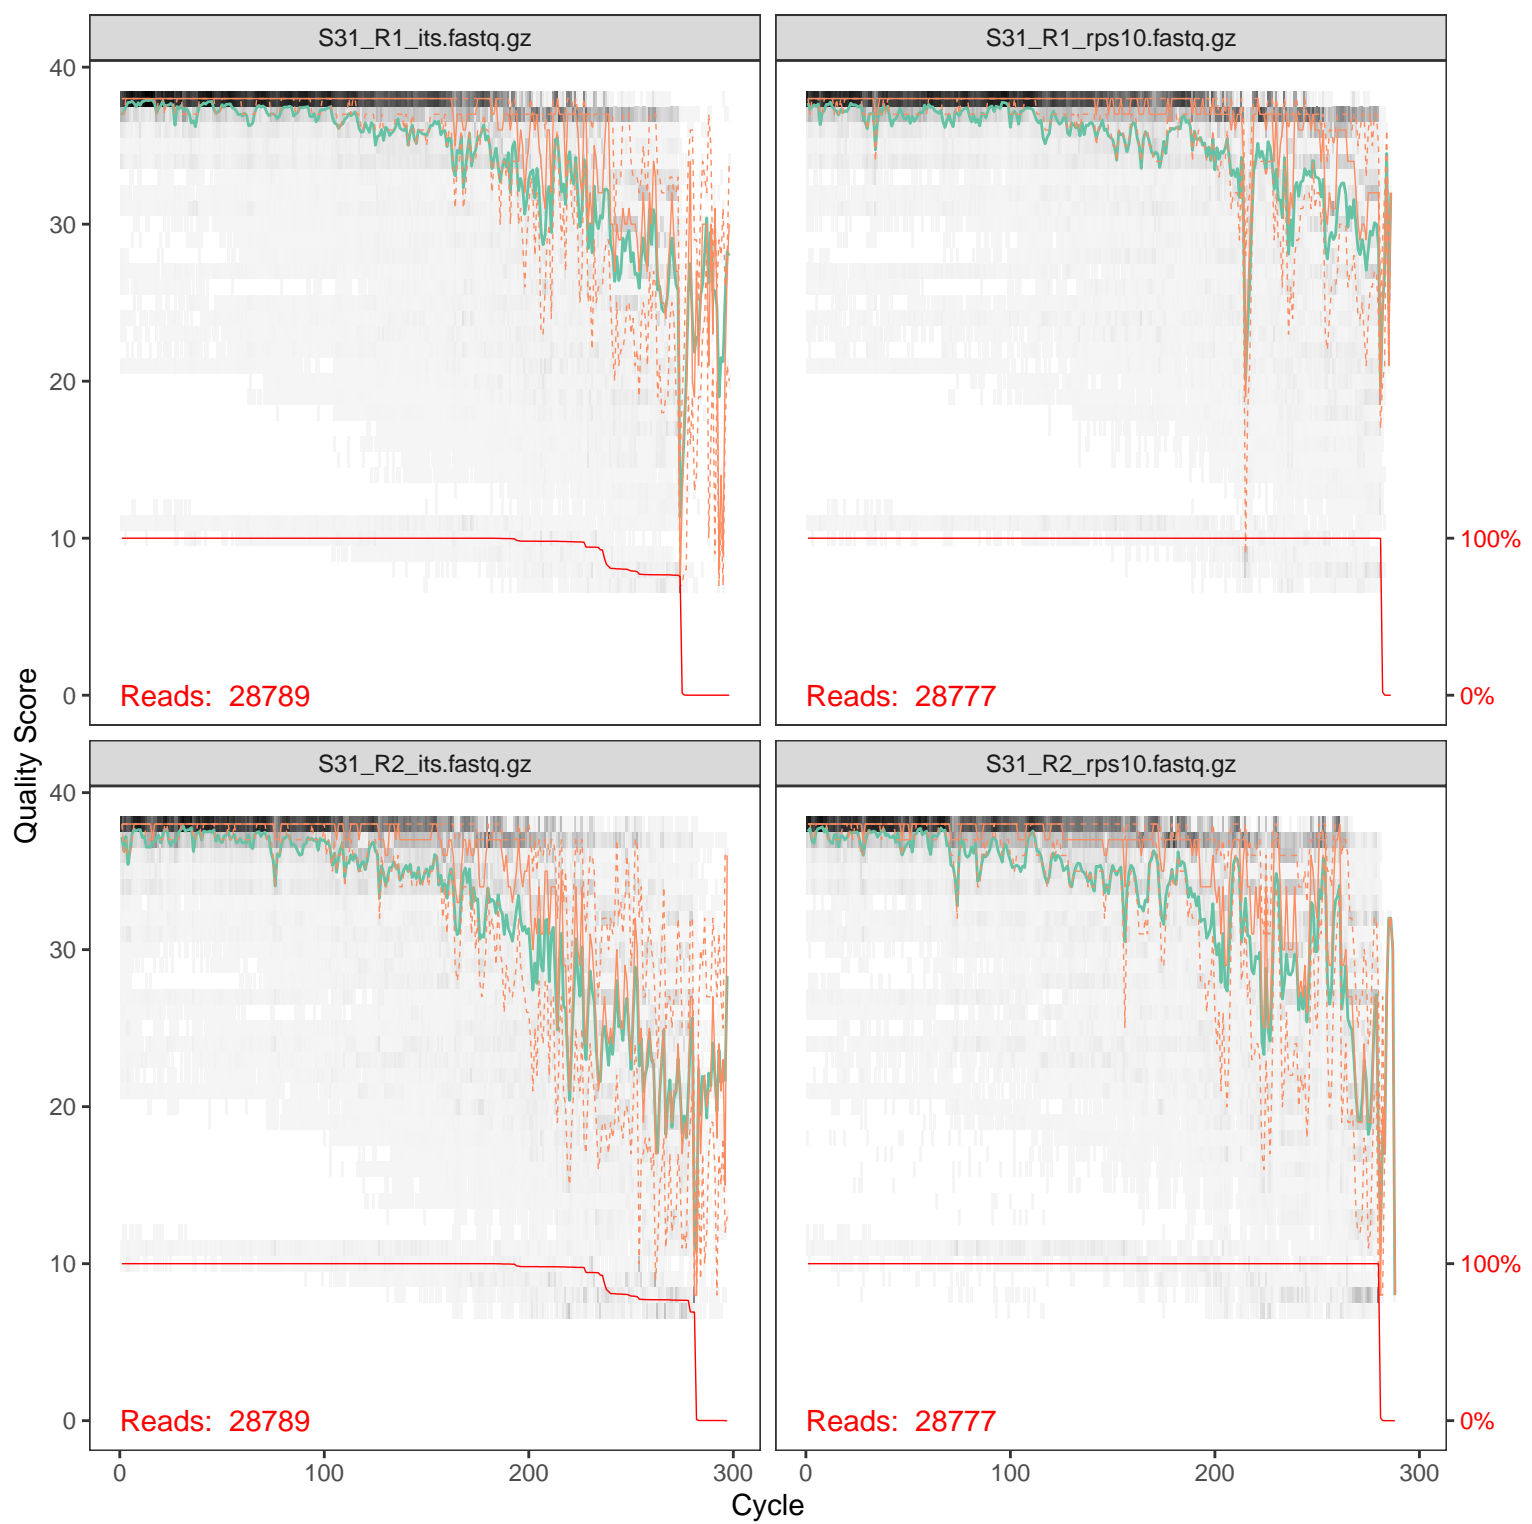 S31_R1_its.fastq.gz
S31_R1_rps10.fastq.gz
40
30
20
10
0
Reads: 28789
Reads: 28777
100%
0%
Quality Score
S31_R2_its.fastq.gz
S31_R2_rps10.fastq.gz
40
30
20
10
0
Reads: 28789
Reads: 28777
100%
0%
0 100 200 300
0 100 200 300
Cycle